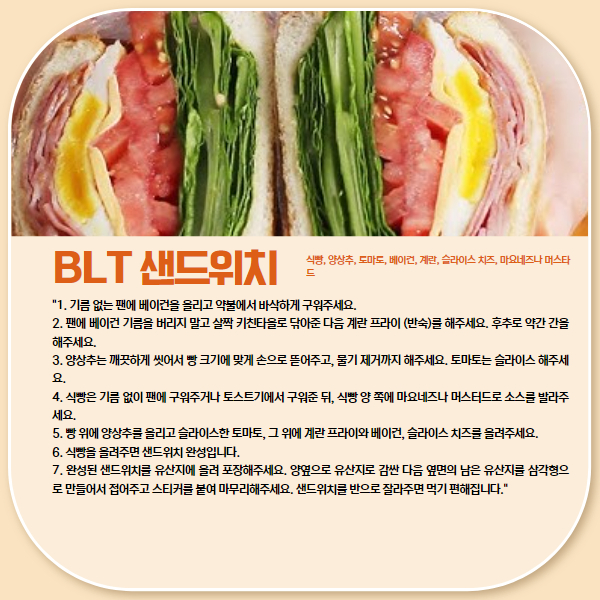 BLT 샌드위치
식빵, 양상추, 토마토, 베이컨, 계란, 슬라이스 치즈, 마요네즈나 머스타
드
"1. 기름 없는 팬에 베이컨을 올리고 약불에서 바삭하게 구워주세요.
2. 팬에 베이컨 기름을 버리지 말고 살짝 키친타올로 닦아준 다음 계란 프라이 (반숙)를 해주세요. 후추로 약간 간을
해주세요.
3. 양상추는 깨끗하게 씻어서 빵 크기에 맞게 손으로 뜯어주고, 물기 제거까지 해주세요. 토마토는 슬라이스 해주세
요.
4. 식빵은 기름 없이 팬에 구워주거나 토스트기에서 구워준 뒤, 식빵 양 쪽에 마요네즈나 머스터드로 소스를 발라주
세요.
5. 빵 위에 양상추를 올리고 슬라이스한 토마토, 그 위에 계란 프라이와 베이컨, 슬라이스 치즈를 올려주세요.
6. 식빵을 올려주면 샌드위치 완성입니다.
7. 완성된 샌드위치를 유산지에 올려 포장해주세요. 양옆으로 유산지로 감싼 다음 옆면의 남은 유산지를 삼각형으
로 만들어서 접어주고 스티커를 붙여 마무리해주세요. 샌드위치를 반으로 잘라주면 먹기 편해집니다."